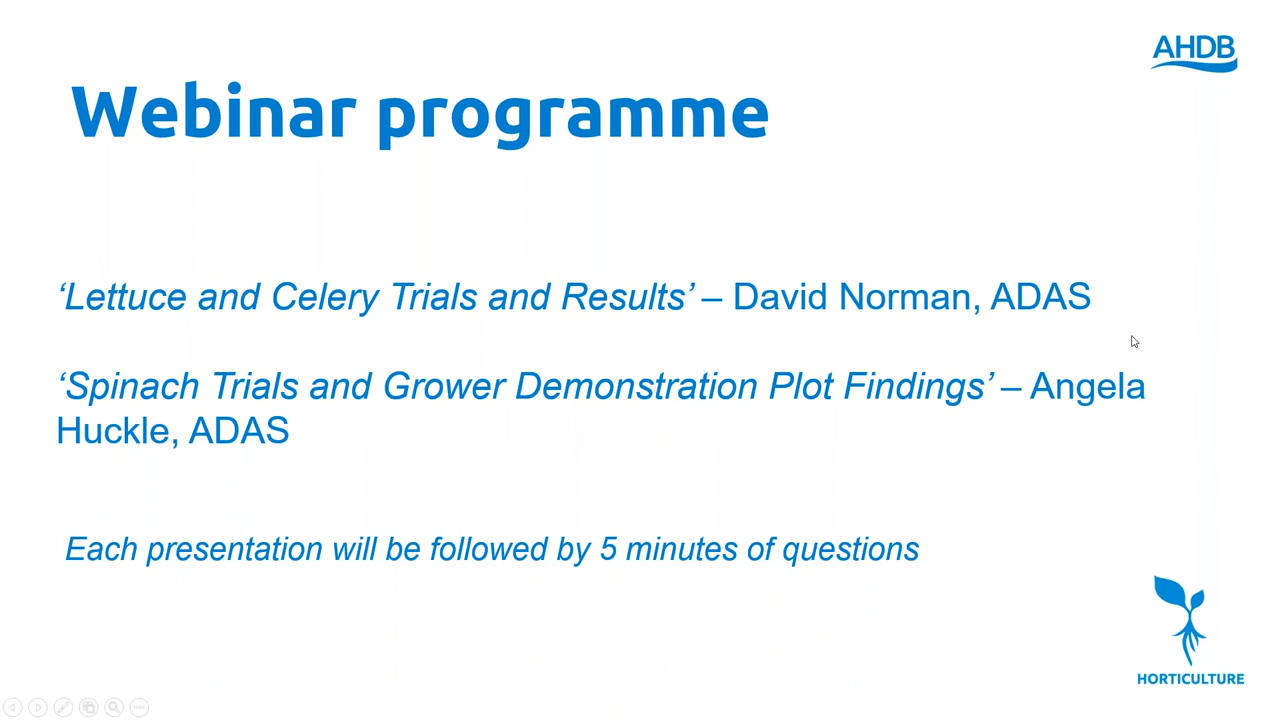 AHDB
Webinar programme
‘Lettuce and Celery Trials and Results’ – David Norman, ADAS
‘Spinach Trials and Grower Demonstration Plot Findings’ – Angela
Huckle, ADAS
Each presentation will be followed by 5 minutes of questions
HORTICULTURE